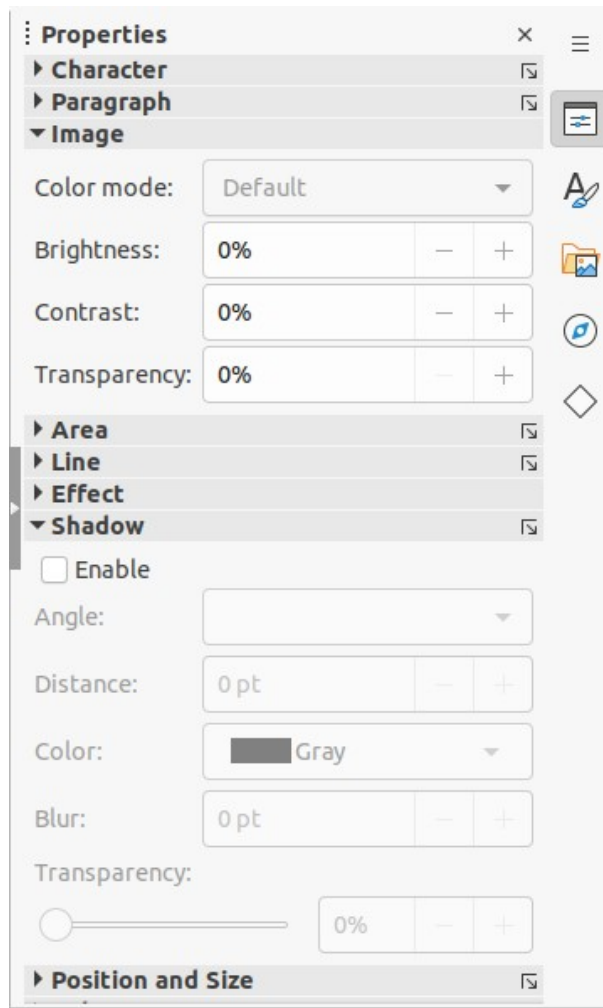 Properties
Character
Paragraph
Image
Color mode: Default
Brightness: 0%
Contrast: 0%
Transparency: 0%
Area
Line
Effect
Shadow
Enable
Angle:
Distance: 0 pt
Color: Gray
Blur: 0 pt
Transparency:
0%
Position and Size